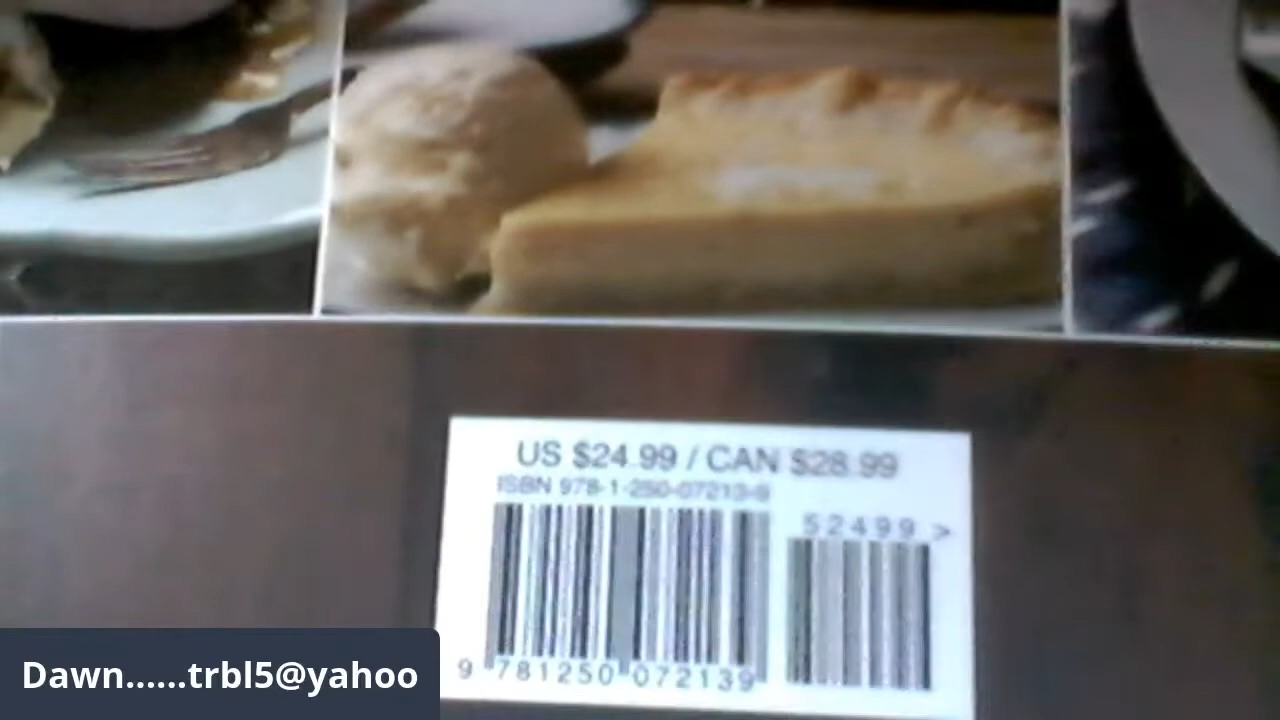 US $24.99 / CAN $28.99
ISBN 978-1-250-07213-9
52499 >
9 781250 072139
Dawn......trbl5@yahoo